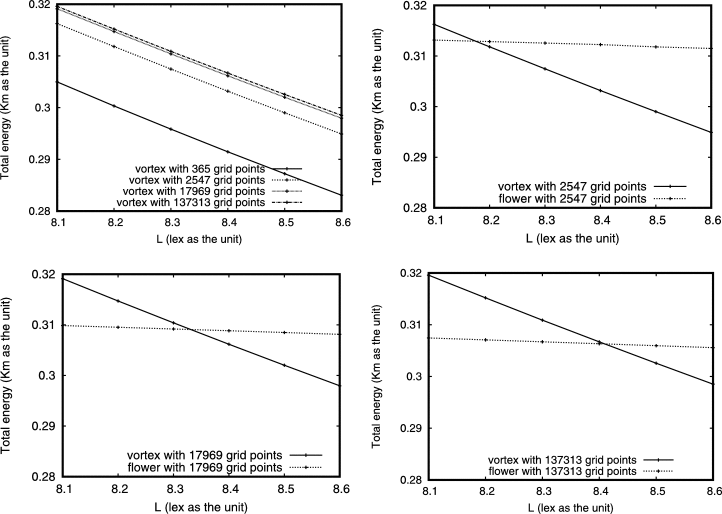 Total energy (Km as the unit)
0.32
0.31
0.3
0.29
0.28
vortex with 365 grid points
vortex with 2547 grid points
vortex with 17969 grid points
vortex with 137313 grid points
8.1 8.2 8.3 8.4 8.5 8.6
L (lex as the unit)
Total energy (Km as the unit)
0.32
0.31
0.3
0.29
0.28
vortex with 2547 grid points
flower with 2547 grid points
8.1 8.2 8.3 8.4 8.5 8.6
L (lex as the unit)
Total energy (Km as the unit)
0.32
0.31
0.3
0.29
0.28
vortex with 17969 grid points
flower with 17969 grid points
8.1 8.2 8.3 8.4 8.5 8.6
L (lex as the unit)
Total energy (Km as the unit)
0.32
0.31
0.3
0.29
0.28
vortex with 137313 grid points
flower with 137313 grid points
8.1 8.2 8.3 8.4 8.5 8.6
L (lex as the unit)